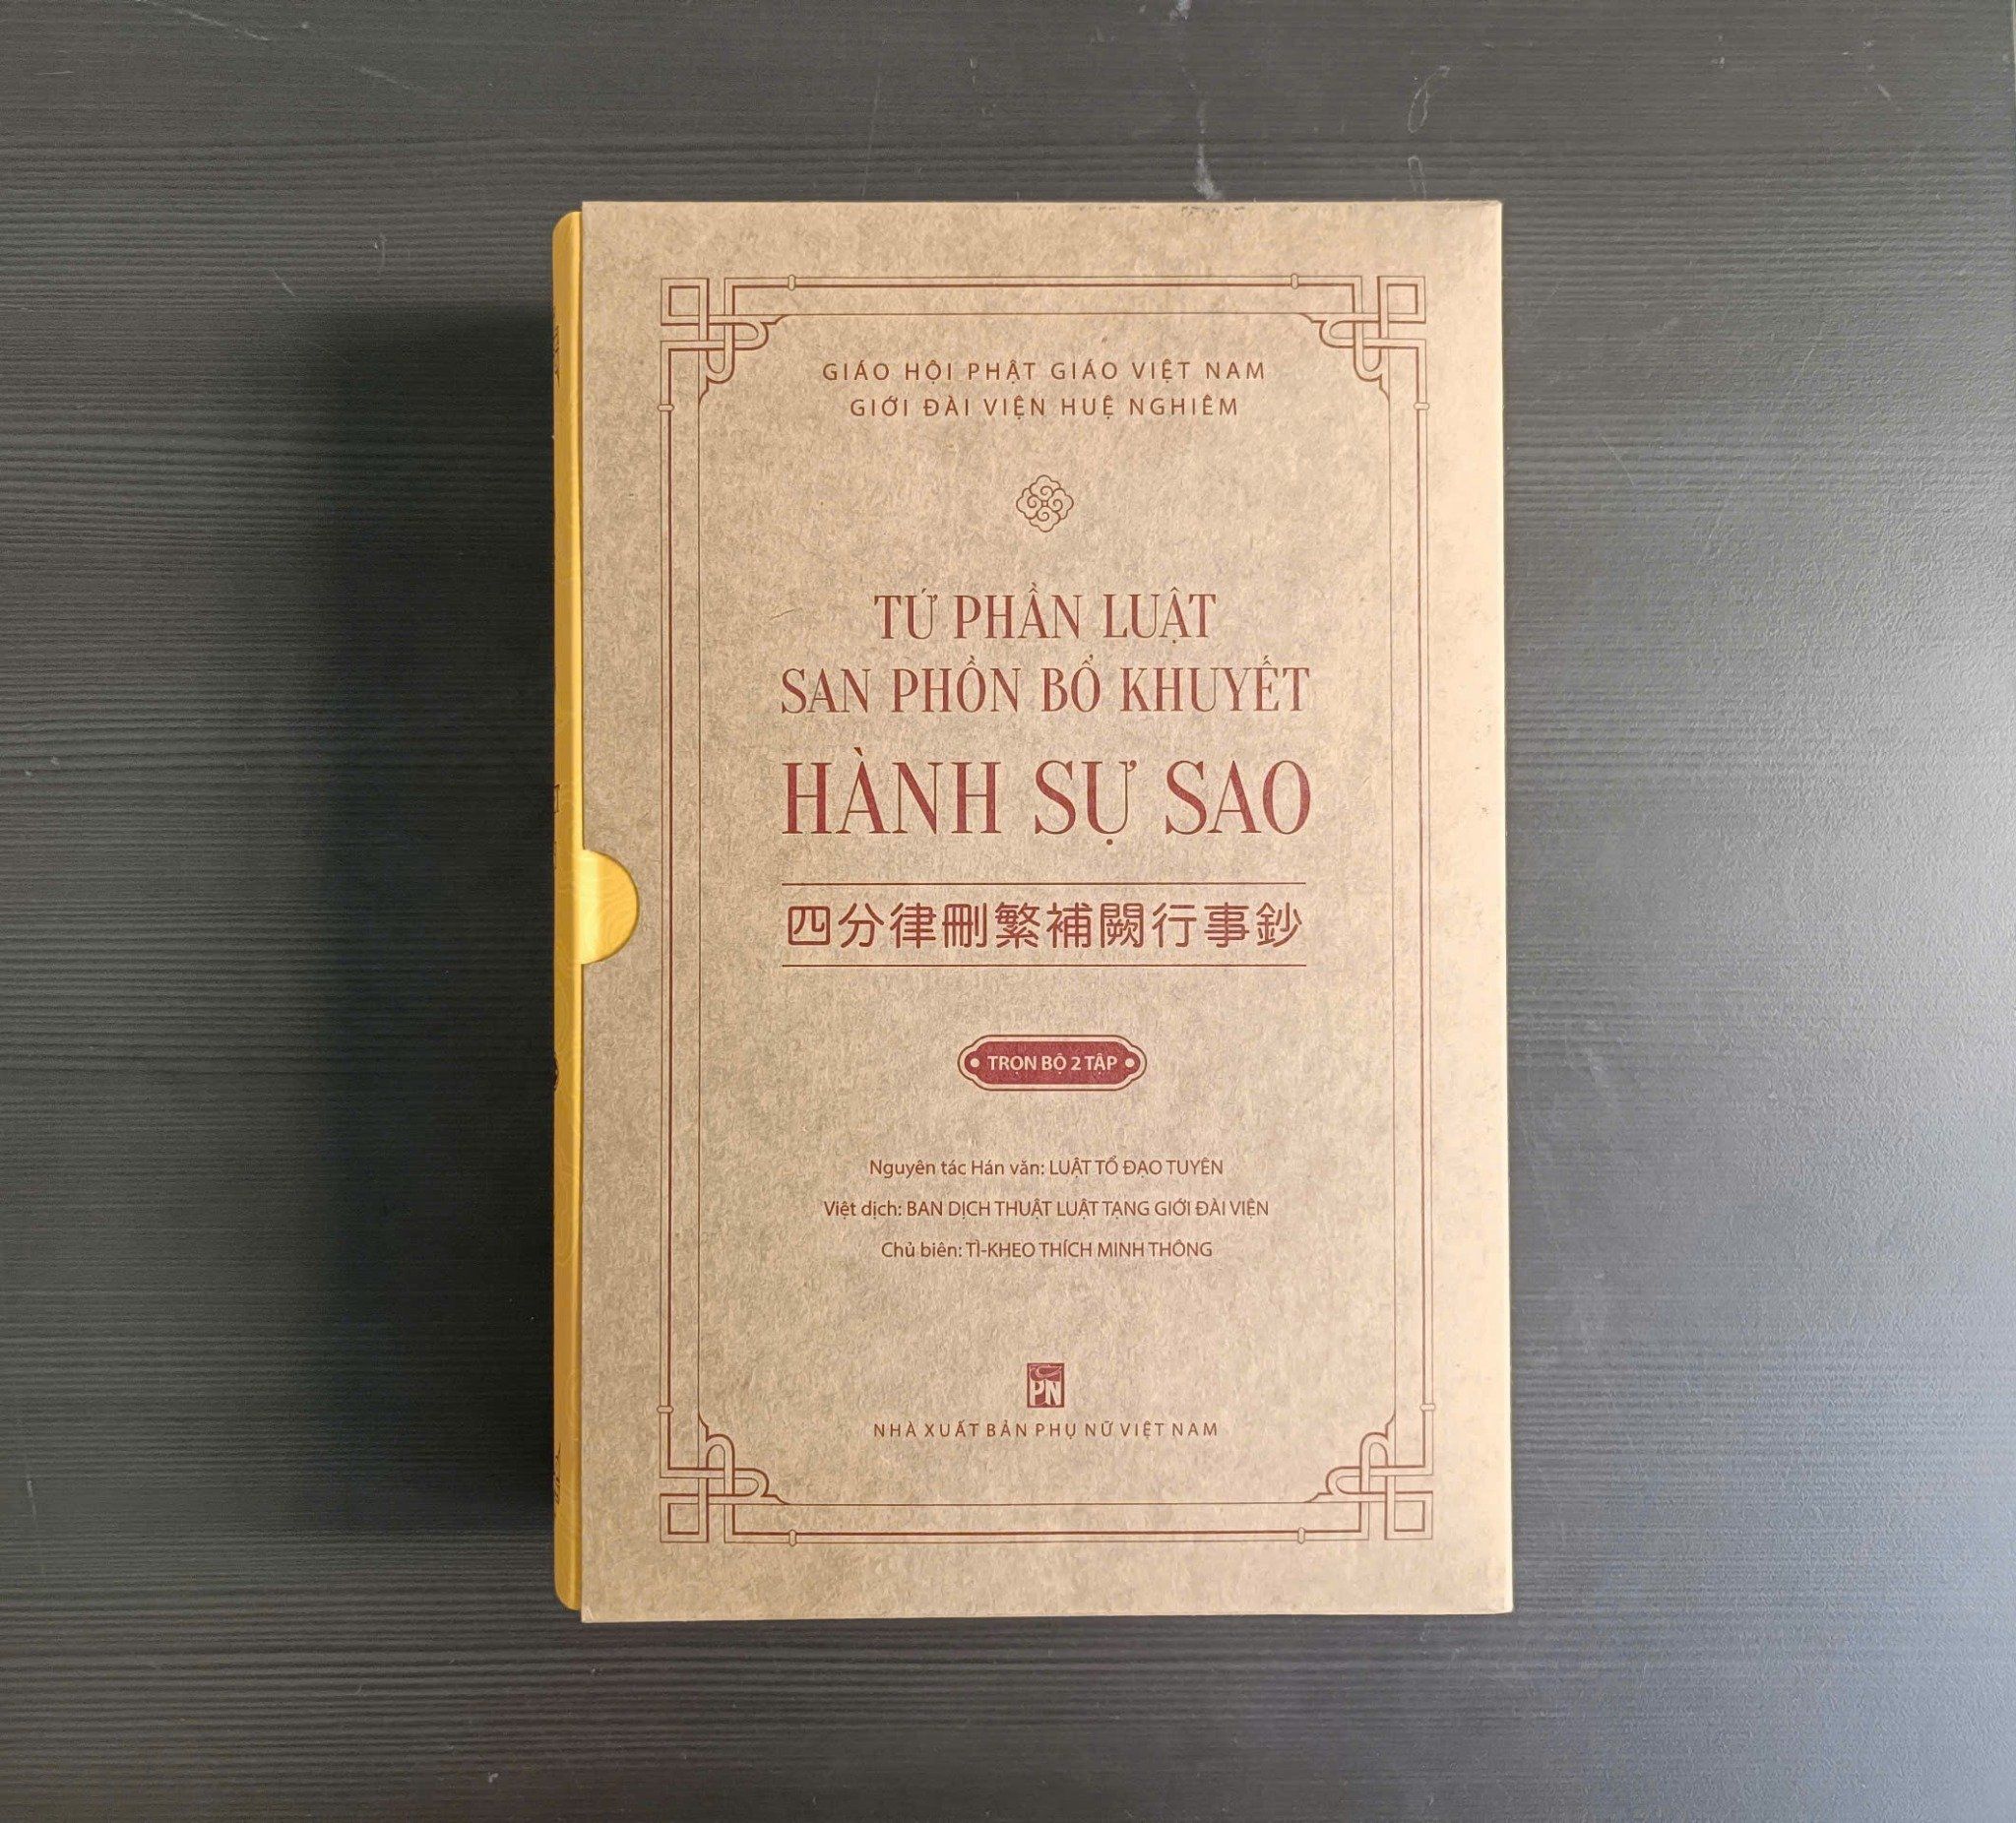 GIÁO HỘI PHẬT GIÁO VIỆT NAM
GIỚI ĐÀI VIỆN HUỆ NGHIÊM
TỨ PHẦN LUẬT
SAN PHỒN BỔ KHUYẾT
HÀNH SỰ SAO
四分律刪繁補闕行事鈔
TRỌN BỘ 2 TẬP
Nguyên tác Hán văn: LUẬT TỔ ĐẠO TUYÊN
Việt dịch: BAN DỊCH THUẬT LUẬT TẠNG GIỚI ĐÀI VIỆN
Chủ biên: TÌ-KHEO THÍCH MINH THÔNG
PN
NHÀ XUẤT BẢN PHỤ NỮ VIỆT NAM